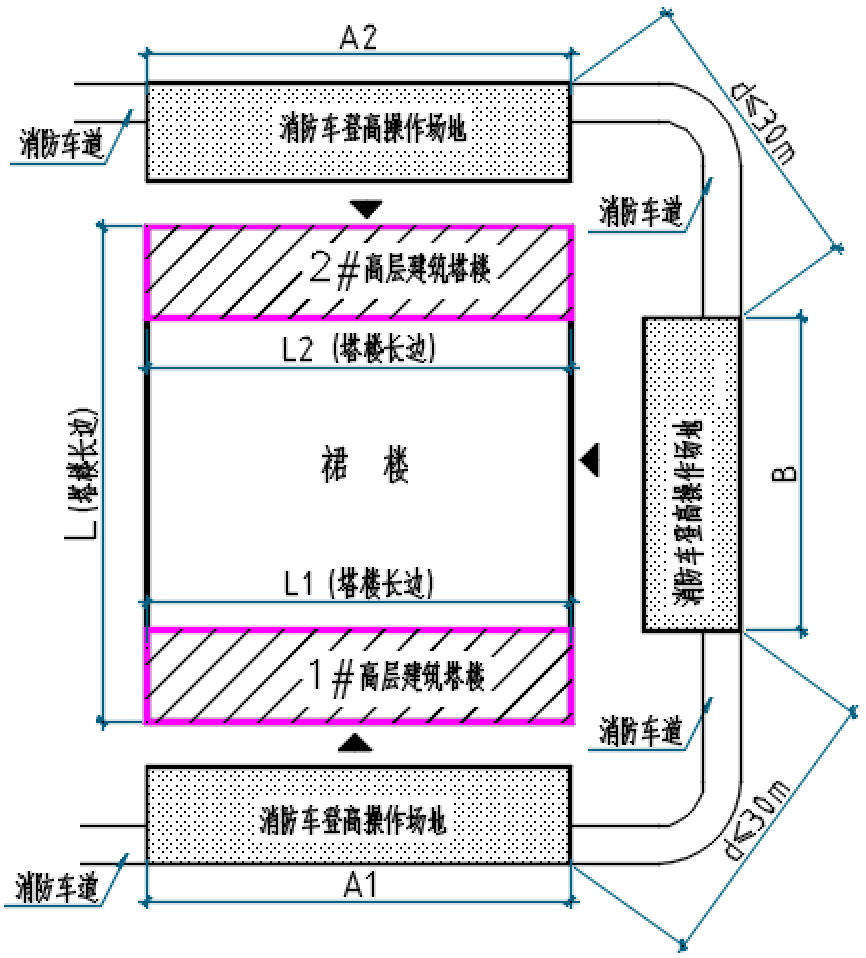 A2
消防车登高操作场地
消防车道
d≤30m
消防车道
2#高层建筑塔楼
L2 (塔楼长边)
L (塔楼长边)
裙 楼
消防车登高操作场地
B
L1 (塔楼长边)
1#高层建筑塔楼
消防车道
消防车登高操作场地
d≤30m
消防车道
A1